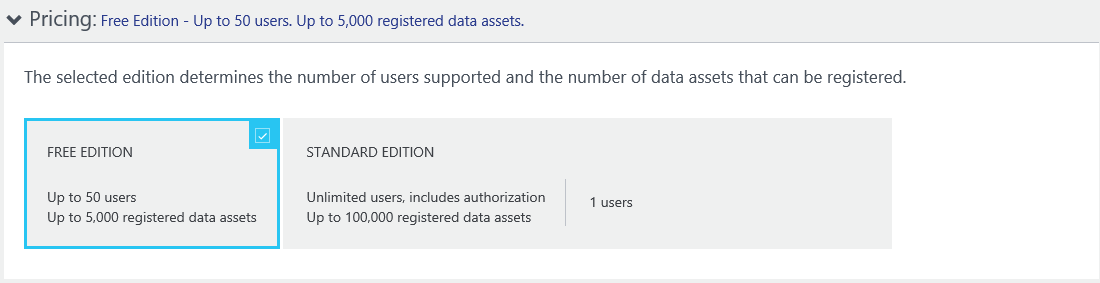 Pricing: Free Edition - Up to 50 users. Up to 5,000 registered data assets.
The selected edition determines the number of users supported and the number of data assets that can be registered.
FREE EDITION
Up to 50 users
Up to 5,000 registered data assets
STANDARD EDITION
Unlimited users, includes authorization
Up to 100,000 registered data assets
1 users